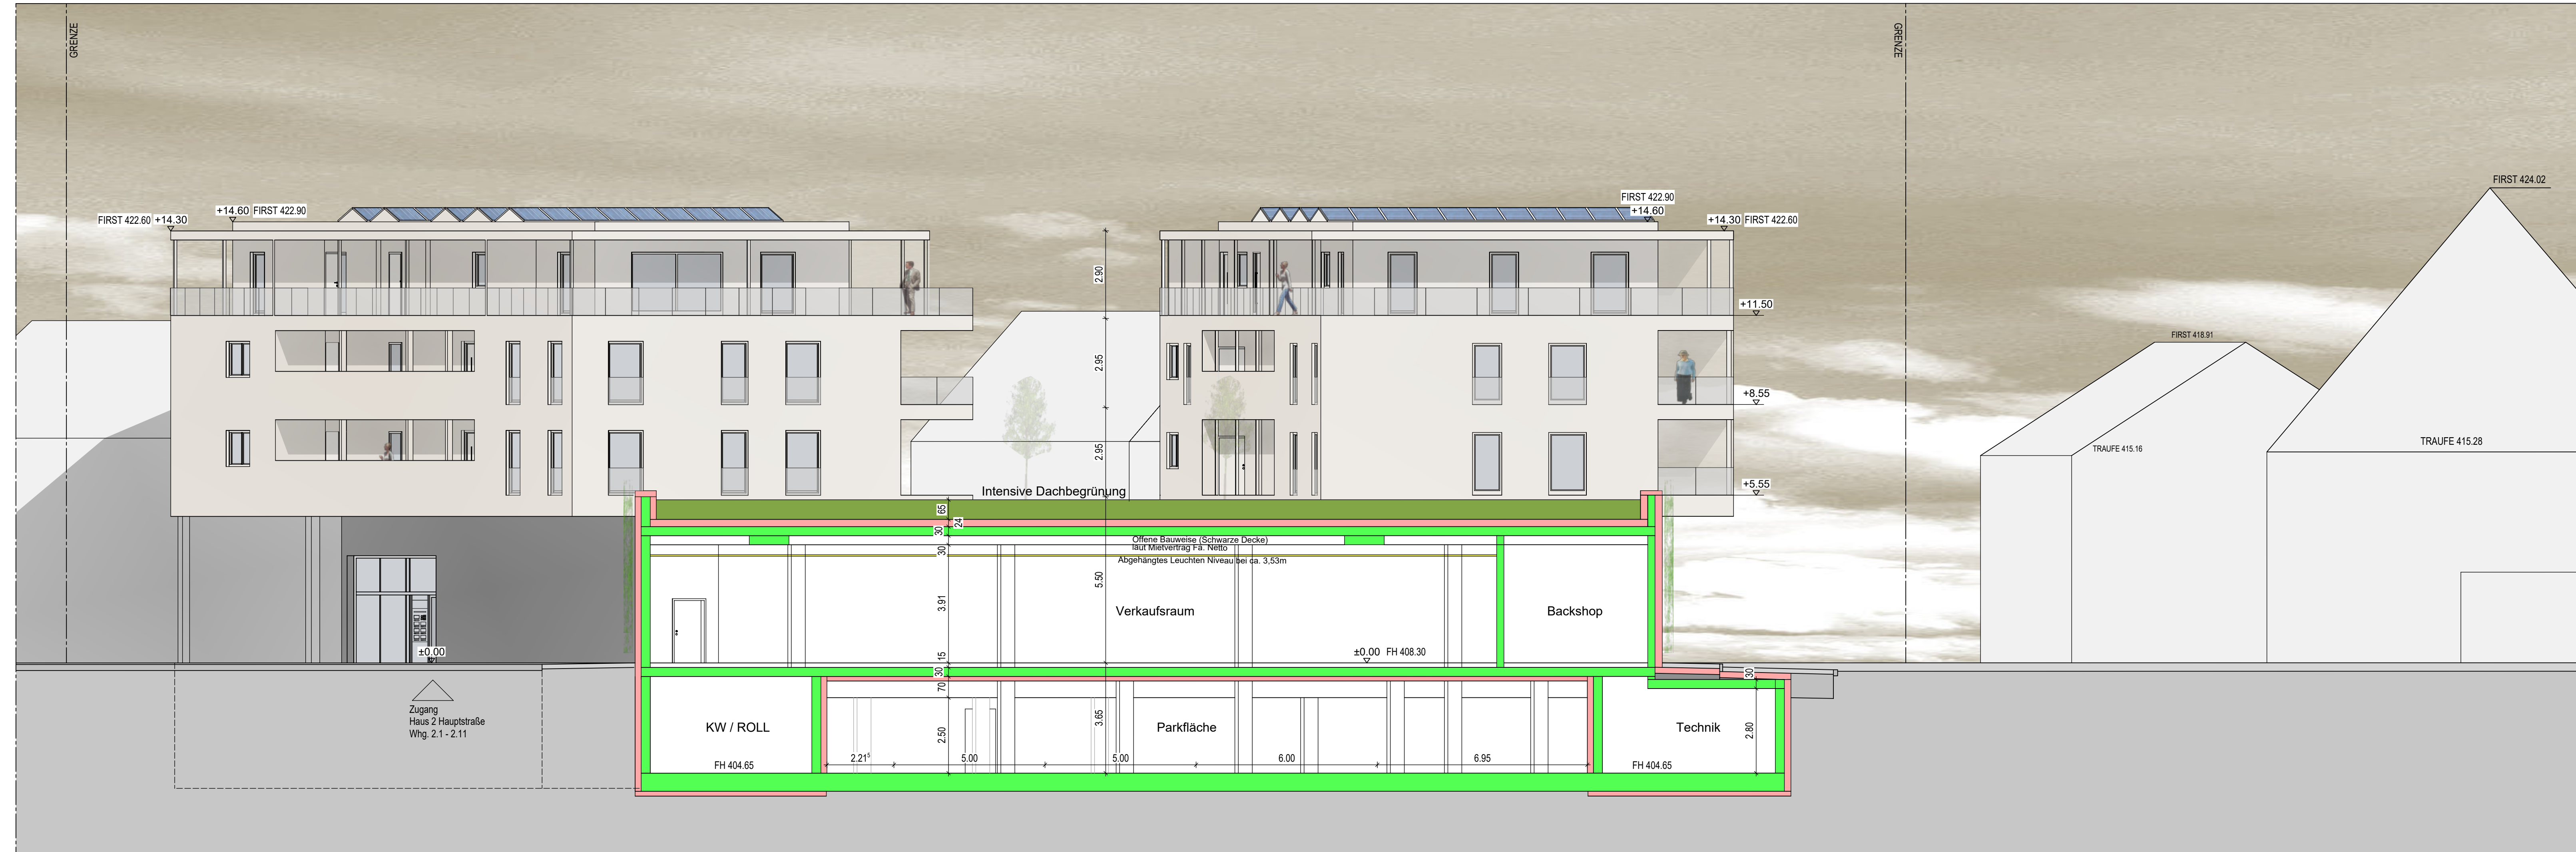 GRENZE
GRENZE
FIRST 424.02
FIRST 422.90
+14.60
FIRST 422.60 +14.30
+14.60 FIRST 422.90
+14.30 FIRST 422.60
2.90
+11.50
FIRST 418.91
2.95
+8.55
TRAUFE 415.28
TRAUFE 415.16
2.95
+5.55
Intensive Dachbegrünung
65
24
30
30
Offene Bauweise (Schwarze Decke)
laut Mietvertrag Fa. Netto
Abgehängtes Leuchten Niveau bei ca. 3,53m
5.50
3.91
Verkaufsraum
Backshop
±0.00
15
±0.00 FH 408.30
30
30
70
Zugang
Haus 2 Hauptstraße
Whg. 2.1 - 2.11
KW / ROLL
2.50
3.65
Parkfläche
Technik
2.80
2.21⁵
5.00
5.00
6.00
6.95
FH 404.65
FH 404.65